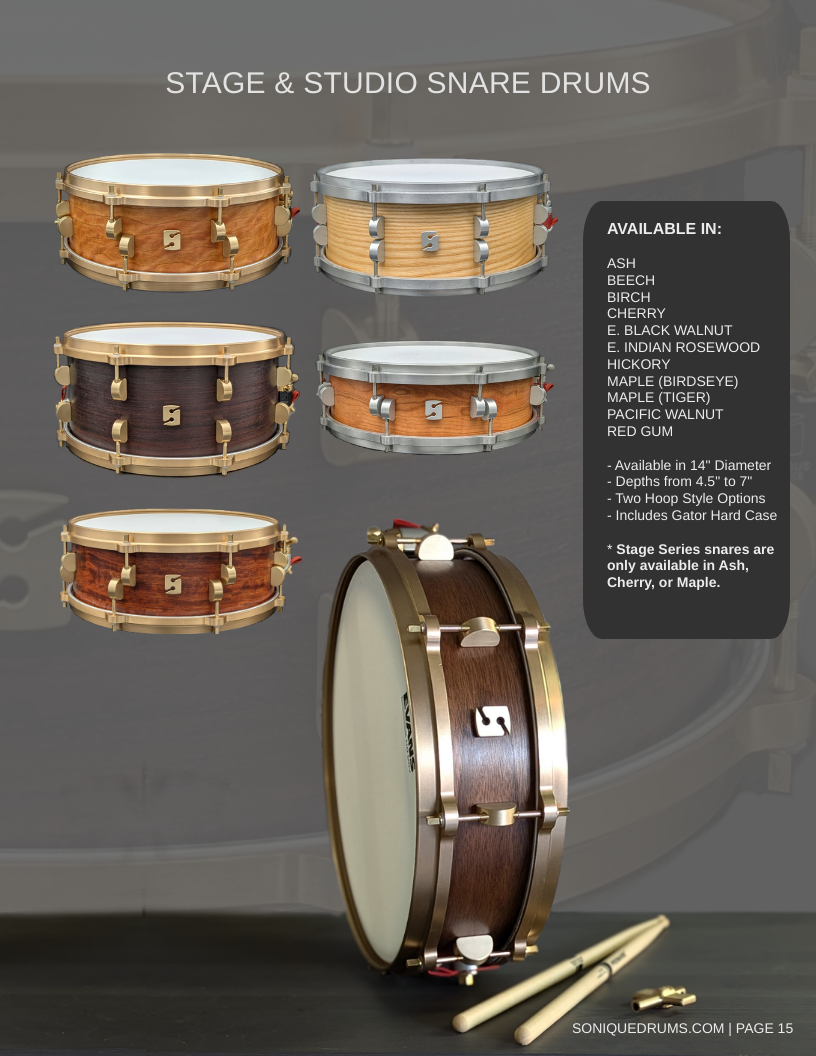 STAGE & STUDIO SNARE DRUMS
AVAILABLE IN:
ASH
BEECH
BIRCH
CHERRY
E. BLACK WALNUT
E. INDIAN ROSEWOOD
HICKORY
MAPLE (BIRDSEYE)
MAPLE (TIGER)
PACIFIC WALNUT
RED GUM
- Available in 14" Diameter
- Depths from 4.5" to 7"
- Two Hoop Style Options
- Includes Gator Hard Case
* Stage Series snares are
only available in Ash,
Cherry, or Maple.
EVANS
SONIQUEDRUMS.COM | PAGE 15